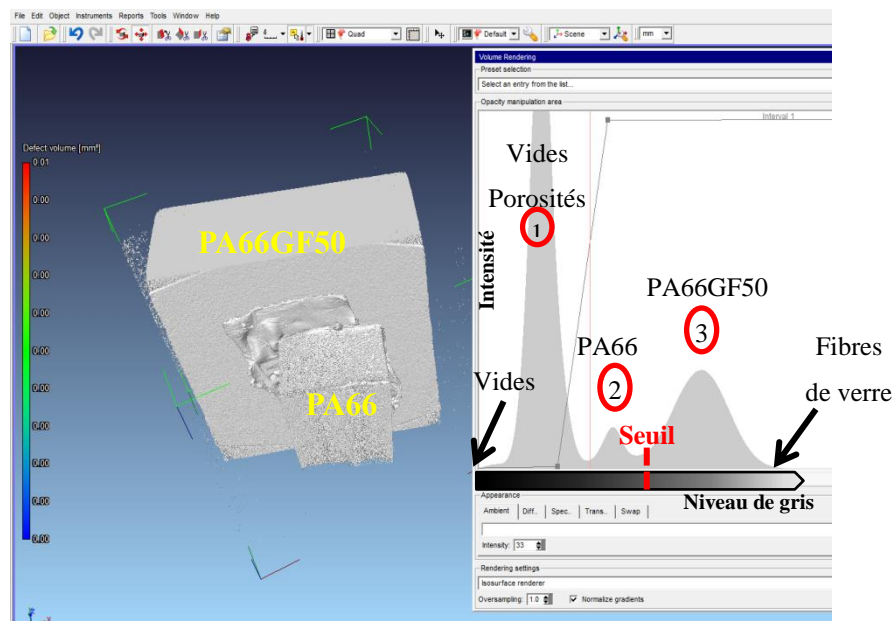 File Edit Object Instruments Reports Tools Window Help
Quad
Default
Scene
mm
Volume Rendering
Preset selection
Select an entry from the list...
Opacity manipulation area
Interval 1
Defect volume [mm³]
0.01
0.00
0.00
0.00
0.00
0.00
0.00
0.00
0.00
0.00
PA66GF50
PA66
Vides
Porosités
1
Intensité
PA66GF50
3
PA66
2
Fibres
de verre
Vides
Seuil
Niveau de gris
Appearance
Ambient Diff.. Spec.. Trans.. Swap
Intensity: 33
Rendering settings
Isosurface renderer
Oversampling: 1.0 Normalize gradients